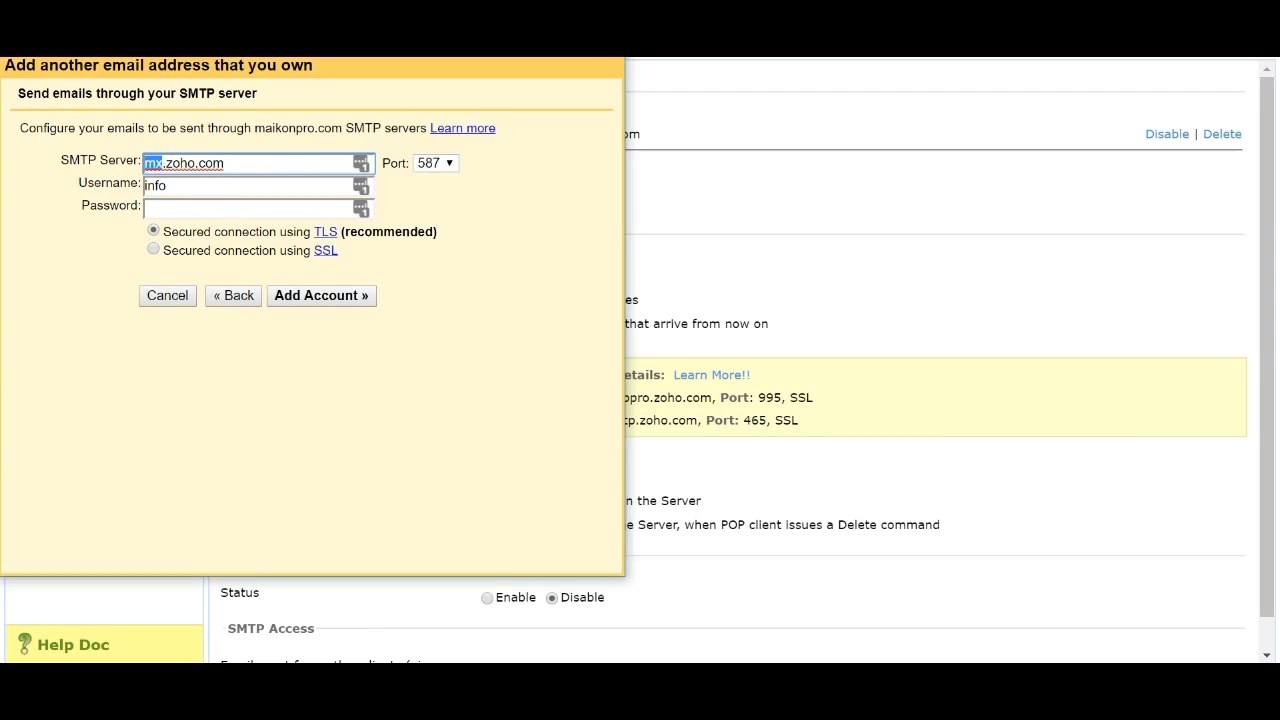 Add another email address that you own
Send emails through your SMTP server
Configure your emails to be sent through maikonpro.com SMTP servers Learn more
SMTP Server: mx.zoho.com Port: 587
Username: info
Password:
Secured connection using TLS (recommended)
Secured connection using SSL
Cancel « Back Add Account »
om Disable | Delete
es
that arrive from now on
etails: Learn More!!
opro.zoho.com, Port: 995, SSL
tp.zoho.com, Port: 465, SSL
n the Server
e Server, when POP client issues a Delete command
Status Enable Disable
SMTP Access
Help Doc